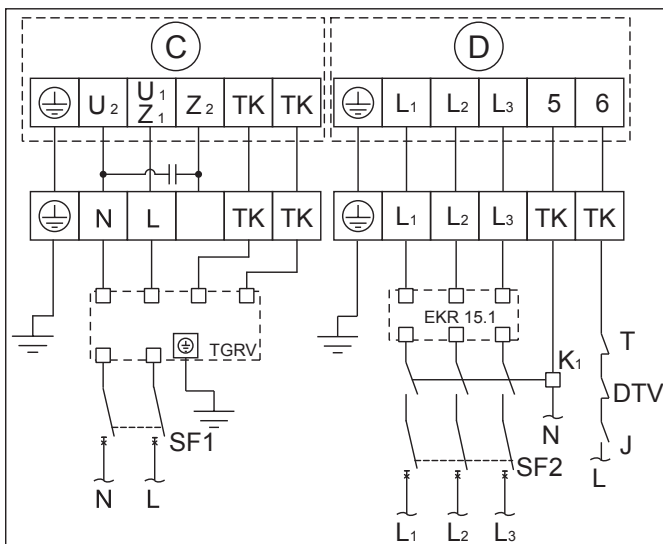 C
D
U2
U1
Z1
Z2
TK
TK
L1
L2
L3
5
6
N
L
TK
TK
L1
L2
L3
TK
TK
EKR 15.1
TGRV
T
K1
DTV
N
J
L
SF1
SF2
N
L
L1
L2
L3